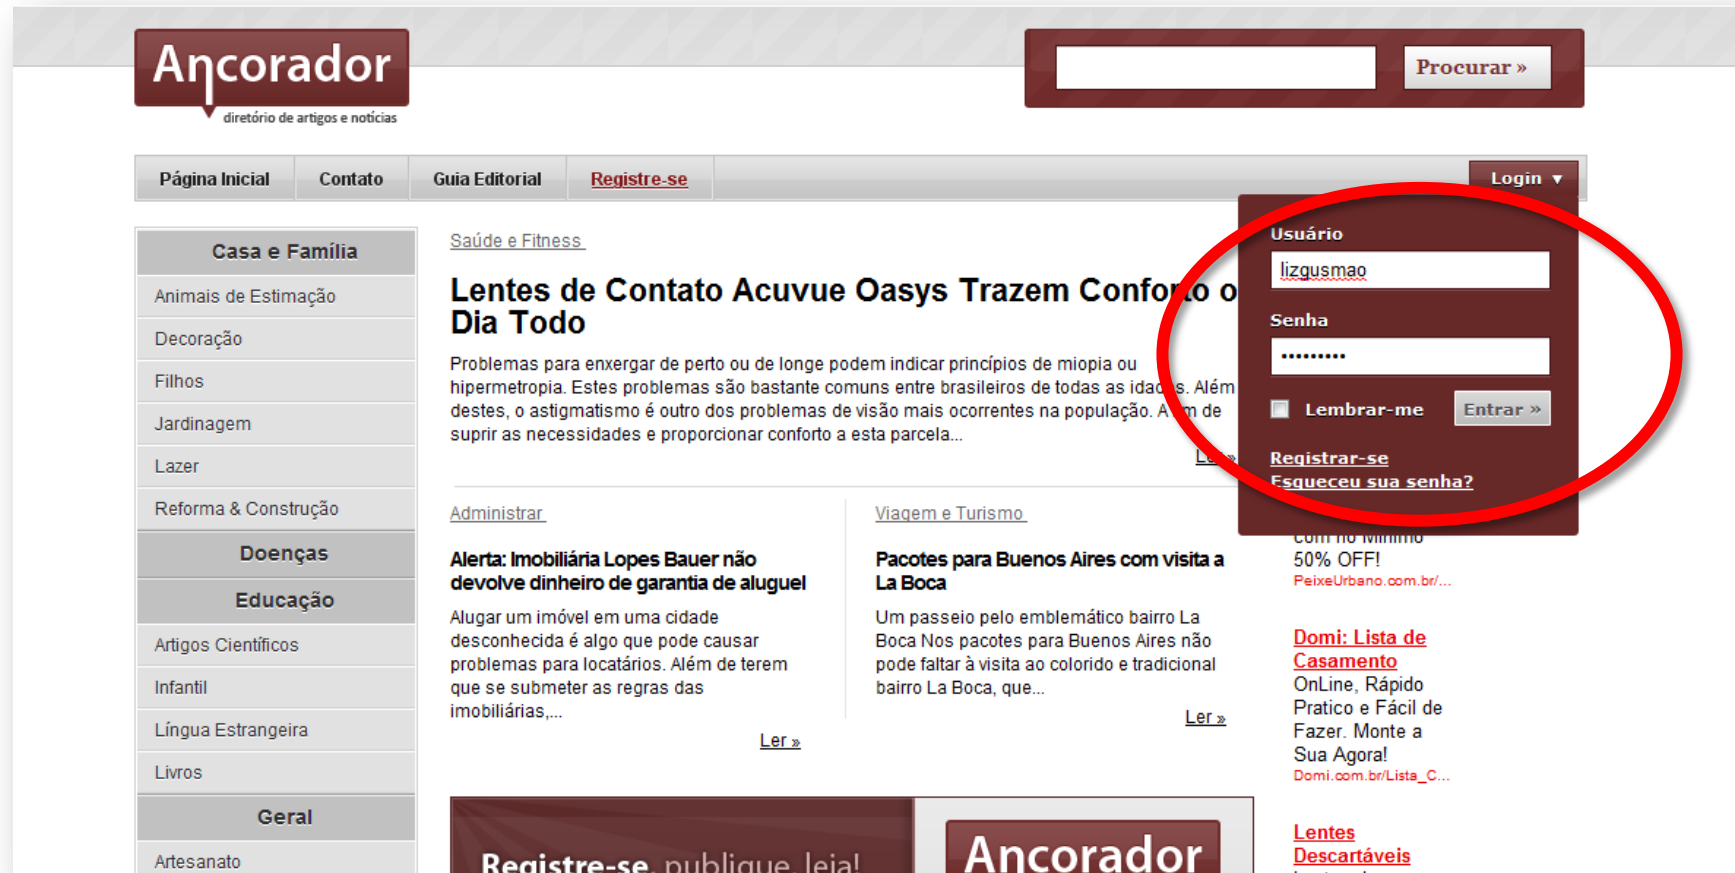 Ancorador
diretório de artigos e notícias
Procurar »
Página Inicial
Contato
Guia Editorial
Registre-se
Login ▼
Usuário
lizgusmao
Senha
•••••••••
Lembrar-me
Entrar »
Registrar-se
Esqueceu sua senha?
Casa e Família
Animais de Estimação
Decoração
Filhos
Jardinagem
Lazer
Reforma & Construção
Doenças
Educação
Artigos Científicos
Infantil
Língua Estrangeira
Livros
Geral
Artesanato
Saúde e Fitness
Lentes de Contato Acuvue Oasys Trazem Conforto o
Dia Todo
Problemas para enxergar de perto ou de longe podem indicar princípios de miopia ou
hipermetropia. Estes problemas são bastante comuns entre brasileiros de todas as idades. Além
destes, o astigmatismo é outro dos problemas de visão mais ocorrentes na população. Além de
suprir as necessidades e proporcionar conforto a esta parcela...
Ler »
Administrar
Alerta: Imobiliária Lopes Bauer não
devolve dinheiro de garantia de aluguel
Alugar um imóvel em uma cidade
desconhecida é algo que pode causar
problemas para locatários. Além de terem
que se submeter as regras das
imobiliárias,...
Ler »
Viagem e Turismo
Pacotes para Buenos Aires com visita a
La Boca
Um passeio pelo emblemático bairro La
Boca Nos pacotes para Buenos Aires não
pode faltar à visita ao colorido e tradicional
bairro La Boca, que...
Ler »
com no Mínimo
50% OFF!
PeixeUrbano.com.br/...
Domi: Lista de
Casamento
OnLine, Rápido
Pratico e Fácil de
Fazer. Monte a
Sua Agora!
Domi.com.br/Lista_C...
Lentes
Descartáveis
Registre-se, publique, leia!
Ancorador